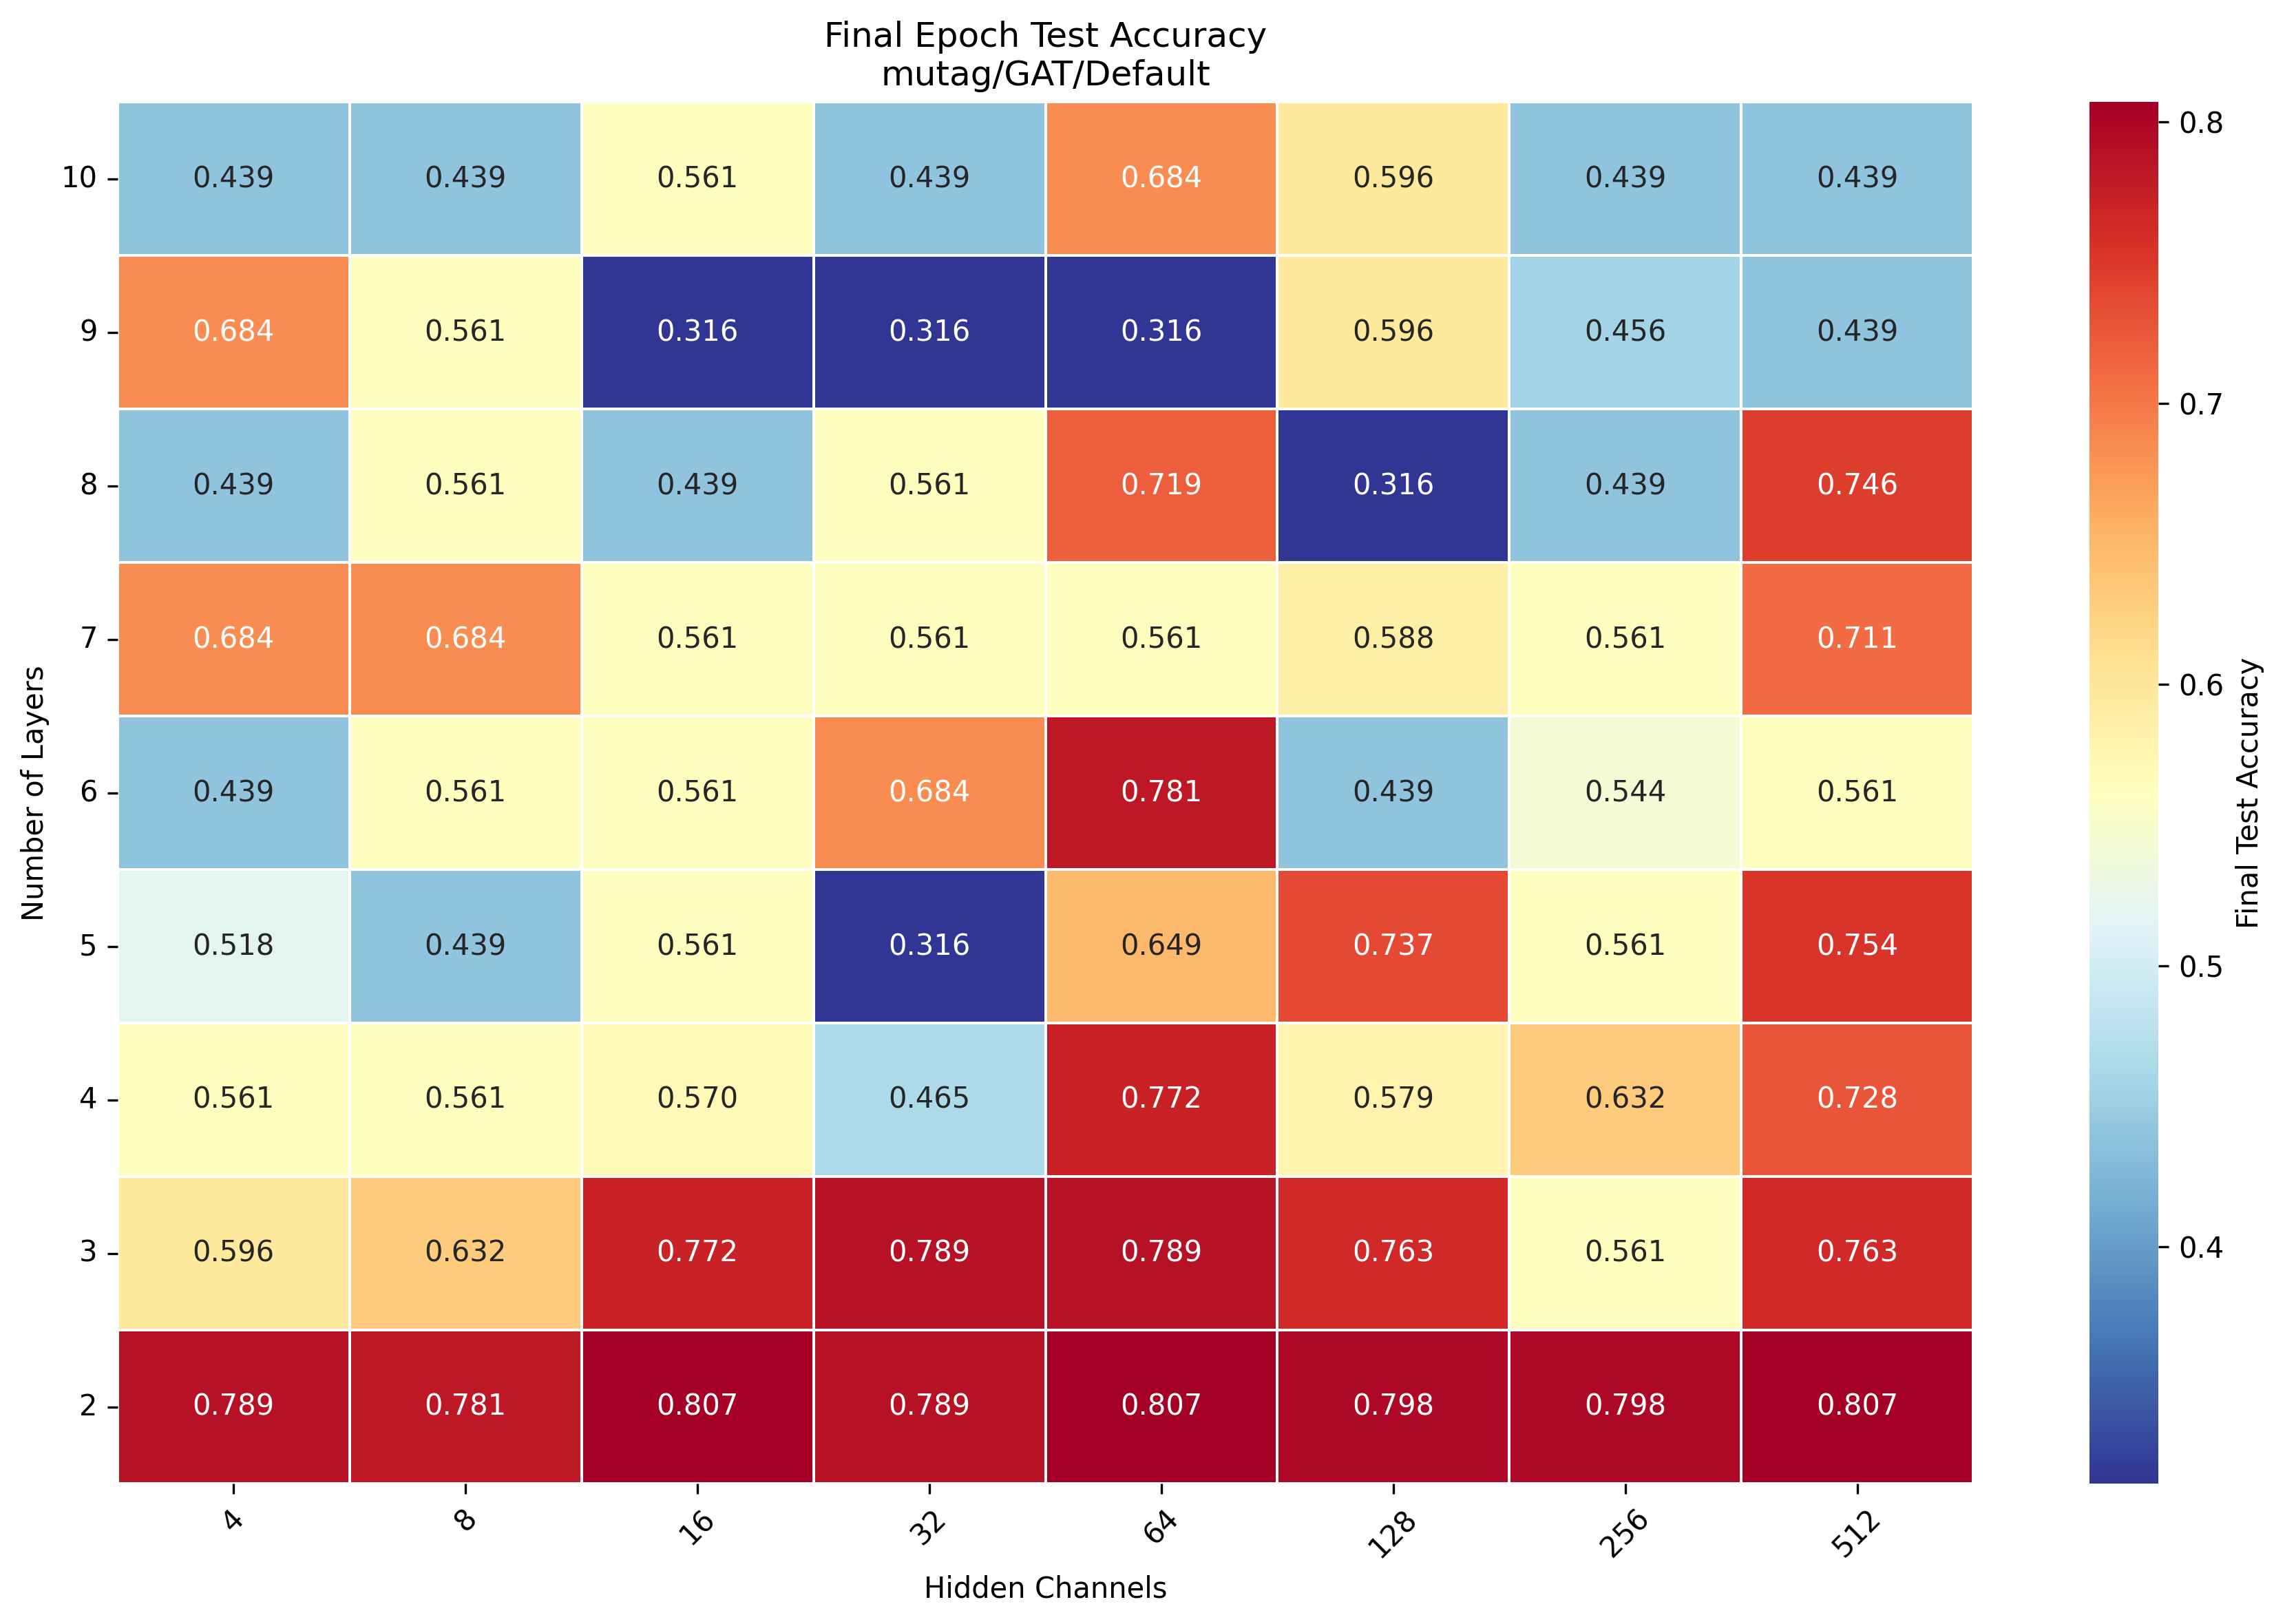 Final Epoch Test Accuracy
mutag/GAT/Default
10 0.439 0.439 0.561 0.439 0.684 0.596 0.439 0.439
9 0.684 0.561 0.316 0.316 0.316 0.596 0.456 0.439
8 0.439 0.561 0.439 0.561 0.719 0.316 0.439 0.746
7 0.684 0.684 0.561 0.561 0.561 0.588 0.561 0.711
6 0.439 0.561 0.561 0.684 0.781 0.439 0.544 0.561
5 0.518 0.439 0.561 0.316 0.649 0.737 0.561 0.754
4 0.561 0.561 0.570 0.465 0.772 0.579 0.632 0.728
3 0.596 0.632 0.772 0.789 0.789 0.763 0.561 0.763
2 0.789 0.781 0.807 0.789 0.807 0.798 0.798 0.807
4 8 16 32 64 128 256 512
Hidden Channels
Number of Layers
0.8
0.7
0.6
0.5
0.4
Final Test Accuracy